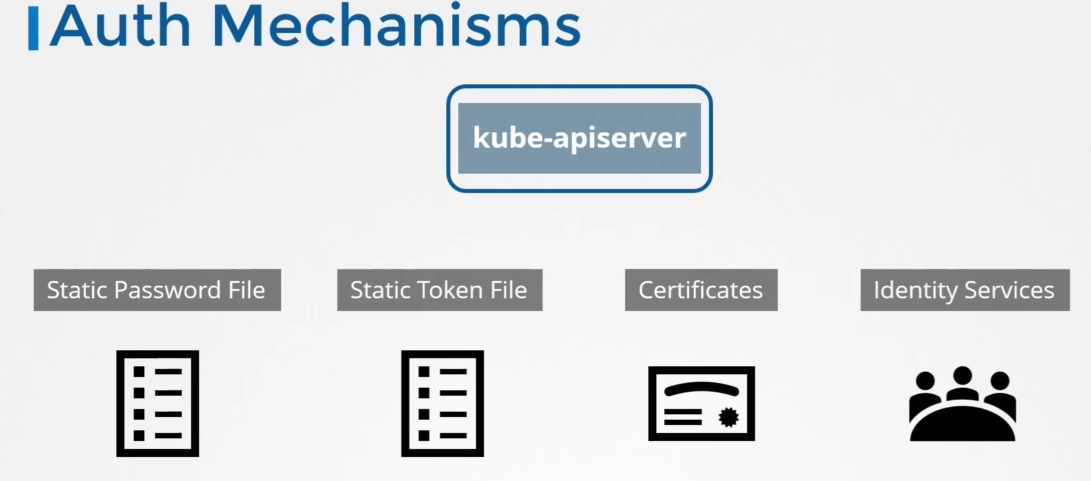 Auth Mechanisms
kube-apiserver
Static Password File
Static Token File
Certificates
Identity Services